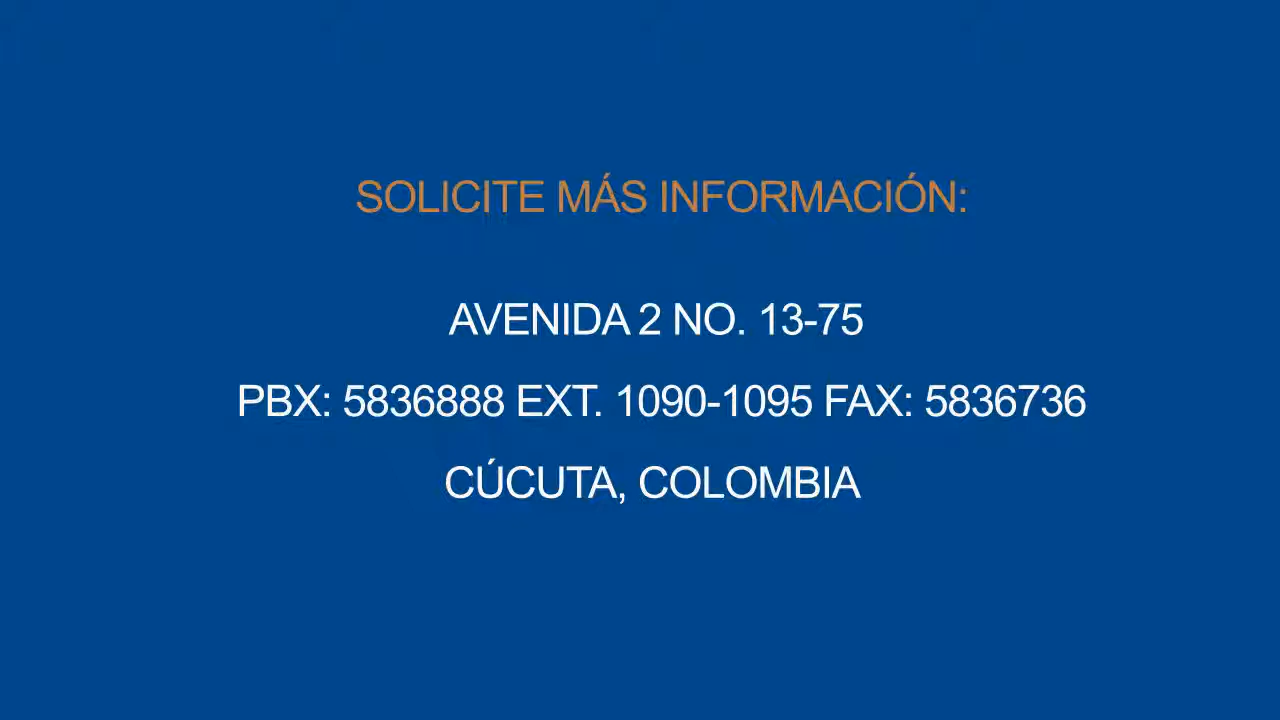 SOLICITE MÁS INFORMACIÓN:
AVENIDA 2 NO. 13-75
PBX: 5836888 EXT. 1090-1095 FAX: 5836736
CÚCUTA, COLOMBIA